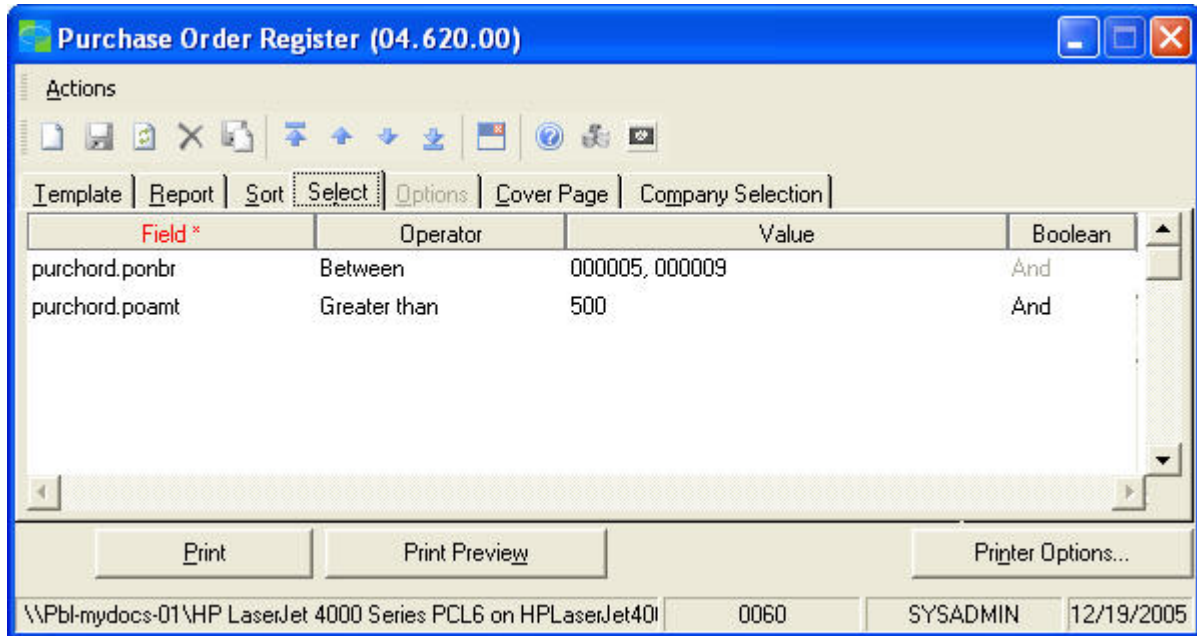 Purchase Order Register (04.620.00)
Actions
Template Report Sort Select Options Cover Page Company Selection
Field * Operator Value Boolean
purchord.ponbr Between 000005, 000009 And
purchord.poamt Greater than 500 And
Print Print Preview Printer Options...
\\Pbl-mydocs-01\HP LaserJet 4000 Series PCL6 on HPLaserJet40 0060 SYSADMIN 12/19/2005